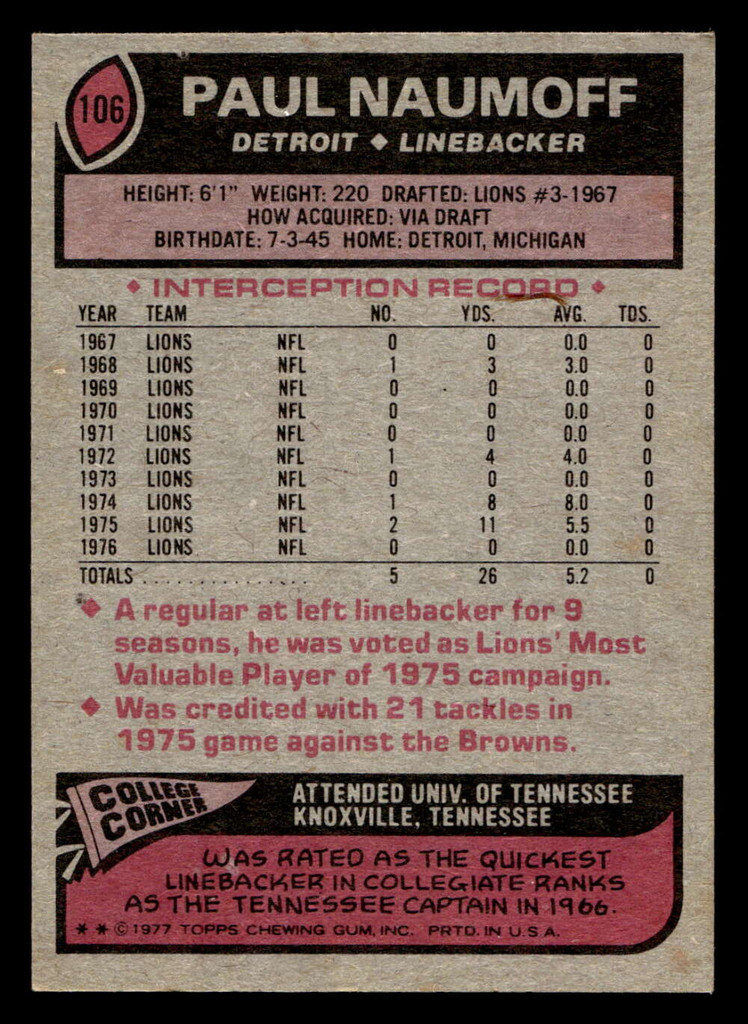 106
PAUL NAUMOFF
DETROIT ◆ LINEBACKER
HEIGHT: 6'1" WEIGHT: 220 DRAFTED: LIONS #3-1967
HOW ACQUIRED: VIA DRAFT
BIRTHDATE: 7-3-45 HOME: DETROIT, MICHIGAN
◆ INTERCEPTION RECORD ◆
YEAR TEAM NO. YDS. AVG. TDS.
1967 LIONS NFL 0 0 0.0 0
1968 LIONS NFL 1 3 3.0 0
1969 LIONS NFL 0 0 0.0 0
1970 LIONS NFL 0 0 0.0 0
1971 LIONS NFL 0 0 0.0 0
1972 LIONS NFL 1 4 4.0 0
1973 LIONS NFL 0 0 0.0 0
1974 LIONS NFL 1 8 8.0 0
1975 LIONS NFL 2 11 5.5 0
1976 LIONS NFL 0 0 0.0 0
TOTALS . . . . . . . . . . . . . . . . 5 26 5.2 0
◆ A regular at left linebacker for 9
seasons, he was voted as Lions' Most
Valuable Player of 1975 campaign.
◆ Was credited with 21 tackles in
1975 game against the Browns.
COLLEGE
CORNER
ATTENDED UNIV. OF TENNESSEE
KNOXVILLE, TENNESSEE
WAS RATED AS THE QUICKEST
LINEBACKER IN COLLEGIATE RANKS
AS THE TENNESSEE CAPTAIN IN 1966.
* * © 1977 TOPPS CHEWING GUM, INC. PRTD. IN U.S.A.